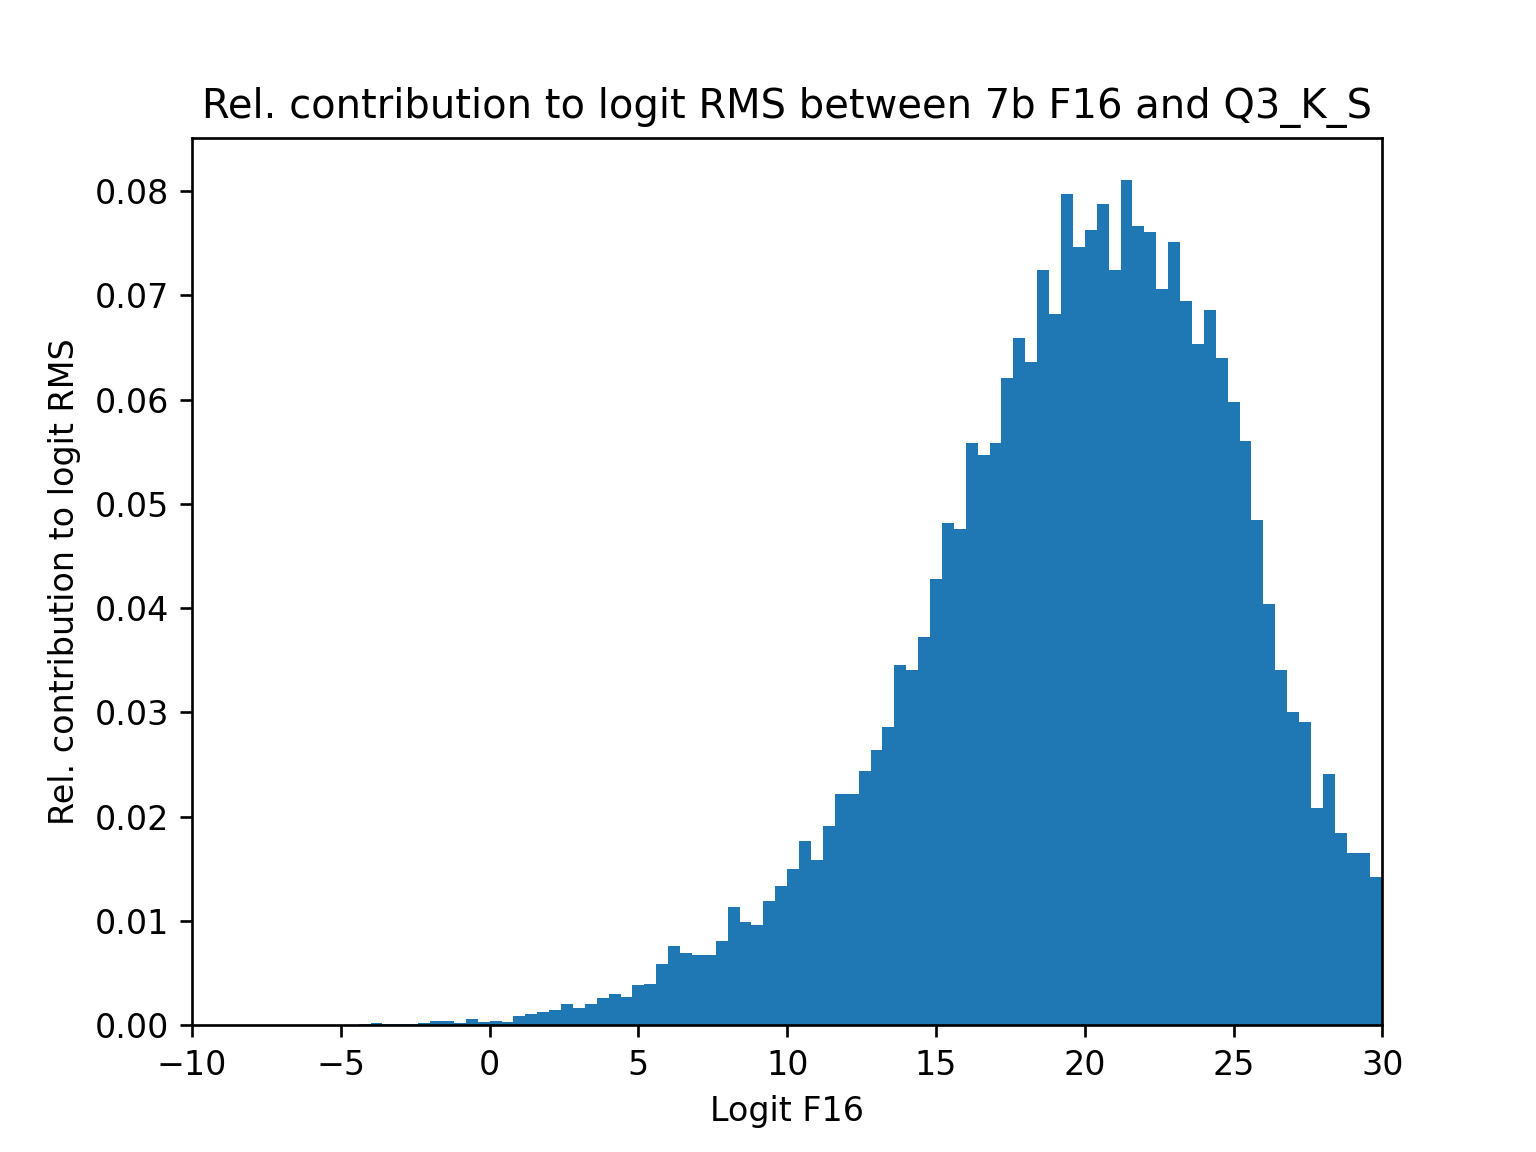 Rel. contribution to logit RMS between 7b F16 and Q3_K_S
Rel. contribution to logit RMS
0.08
0.07
0.06
0.05
0.04
0.03
0.02
0.01
0.00
−10 −5 0 5 10 15 20 25 30
Logit F16